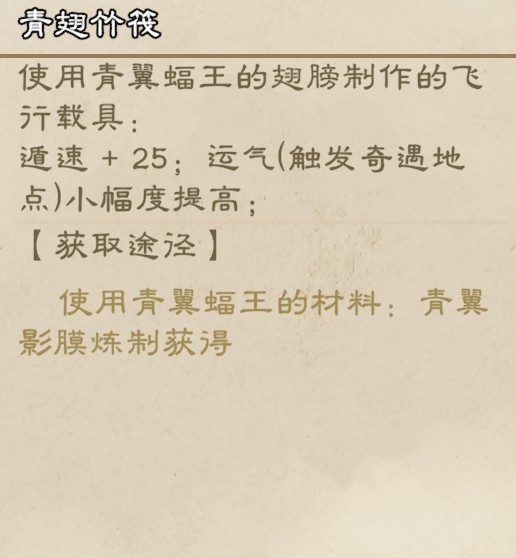 青翅竹筏
使用青翼蝠王的翅膀制作的飞
行载具：
遁速 + 25；运气(触发奇遇地
点)小幅度提高；
【获取途径】
使用青翼蝠王的材料：青翼
影膜炼制获得